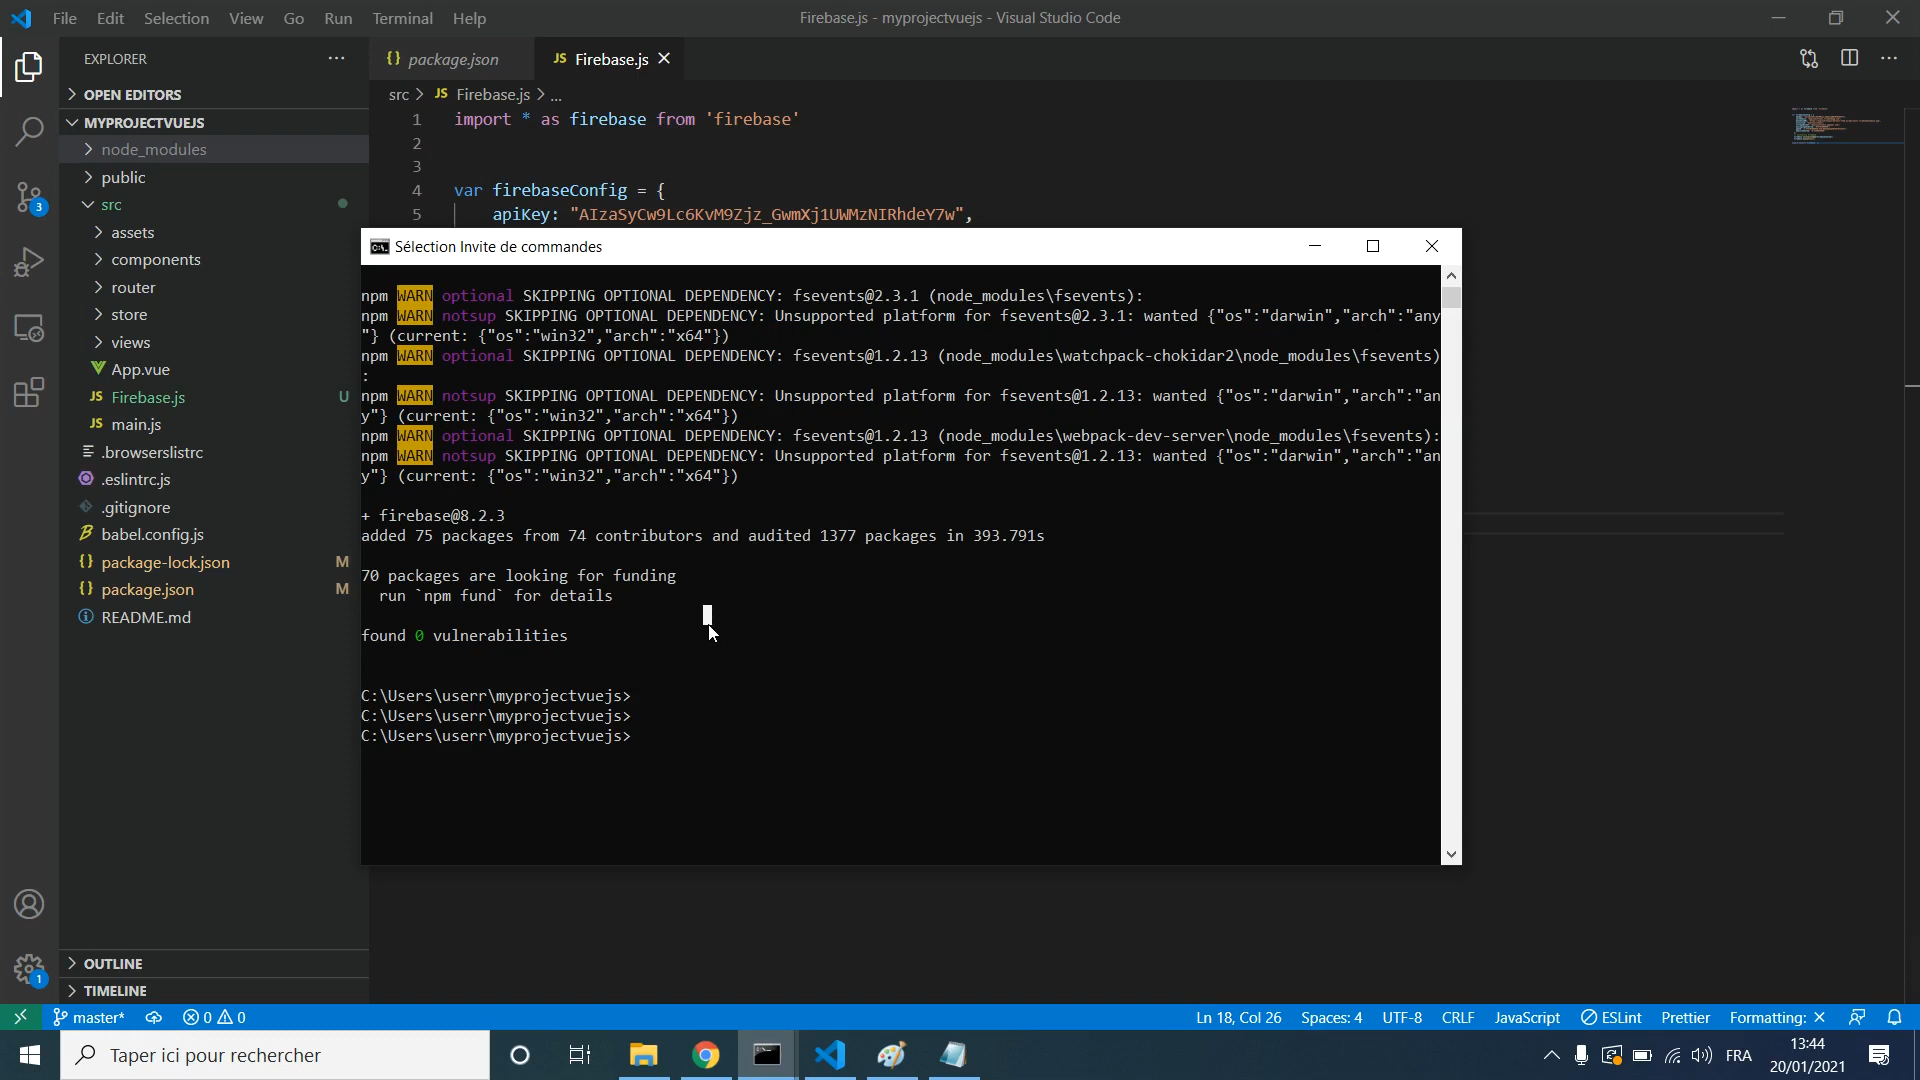 File Edit Selection View Go Run Terminal Help
Firebase.js - myprojectvuejs - Visual Studio Code
EXPLORER
OPEN EDITORS
MYPROJECTVUEJS
node_modules
public
src
assets
components
router
store
views
App.vue
JS Firebase.js U
JS main.js
.browserslistrc
.eslintrc.js
.gitignore
babel.config.js
{} package-lock.json M
{} package.json M
README.md
OUTLINE
TIMELINE
{} package.json
JS Firebase.js
src > JS Firebase.js > ...
1 import * as firebase from 'firebase'
2
3
4 var firebaseConfig = {
5 apiKey: "AIzaSyCw9Lc6KvM9Zjz_GwmXj1UWMzNIRhdeY7w",
Sélection Invite de commandes
npm WARN optional SKIPPING OPTIONAL DEPENDENCY: fsevents@2.3.1 (node_modules\fsevents):
npm WARN notsup SKIPPING OPTIONAL DEPENDENCY: Unsupported platform for fsevents@2.3.1: wanted {"os":"darwin","arch":"any
"} (current: {"os":"win32","arch":"x64"})
npm WARN optional SKIPPING OPTIONAL DEPENDENCY: fsevents@1.2.13 (node_modules\watchpack-chokidar2\node_modules\fsevents)
:
npm WARN notsup SKIPPING OPTIONAL DEPENDENCY: Unsupported platform for fsevents@1.2.13: wanted {"os":"darwin","arch":"an
y"} (current: {"os":"win32","arch":"x64"})
npm WARN optional SKIPPING OPTIONAL DEPENDENCY: fsevents@1.2.13 (node_modules\webpack-dev-server\node_modules\fsevents):
npm WARN notsup SKIPPING OPTIONAL DEPENDENCY: Unsupported platform for fsevents@1.2.13: wanted {"os":"darwin","arch":"an
y"} (current: {"os":"win32","arch":"x64"})
+ firebase@8.2.3
added 75 packages from 74 contributors and audited 1377 packages in 393.791s
70 packages are looking for funding
run `npm fund` for details
found 0 vulnerabilities
C:\Users\userr\myprojectvuejs>
C:\Users\userr\myprojectvuejs>
C:\Users\userr\myprojectvuejs>
3
1
master* 0 0
Ln 18, Col 26 Spaces: 4 UTF-8 CRLF JavaScript ESLint Prettier Formatting: ×
Taper ici pour rechercher
FRA
13:44
20/01/2021